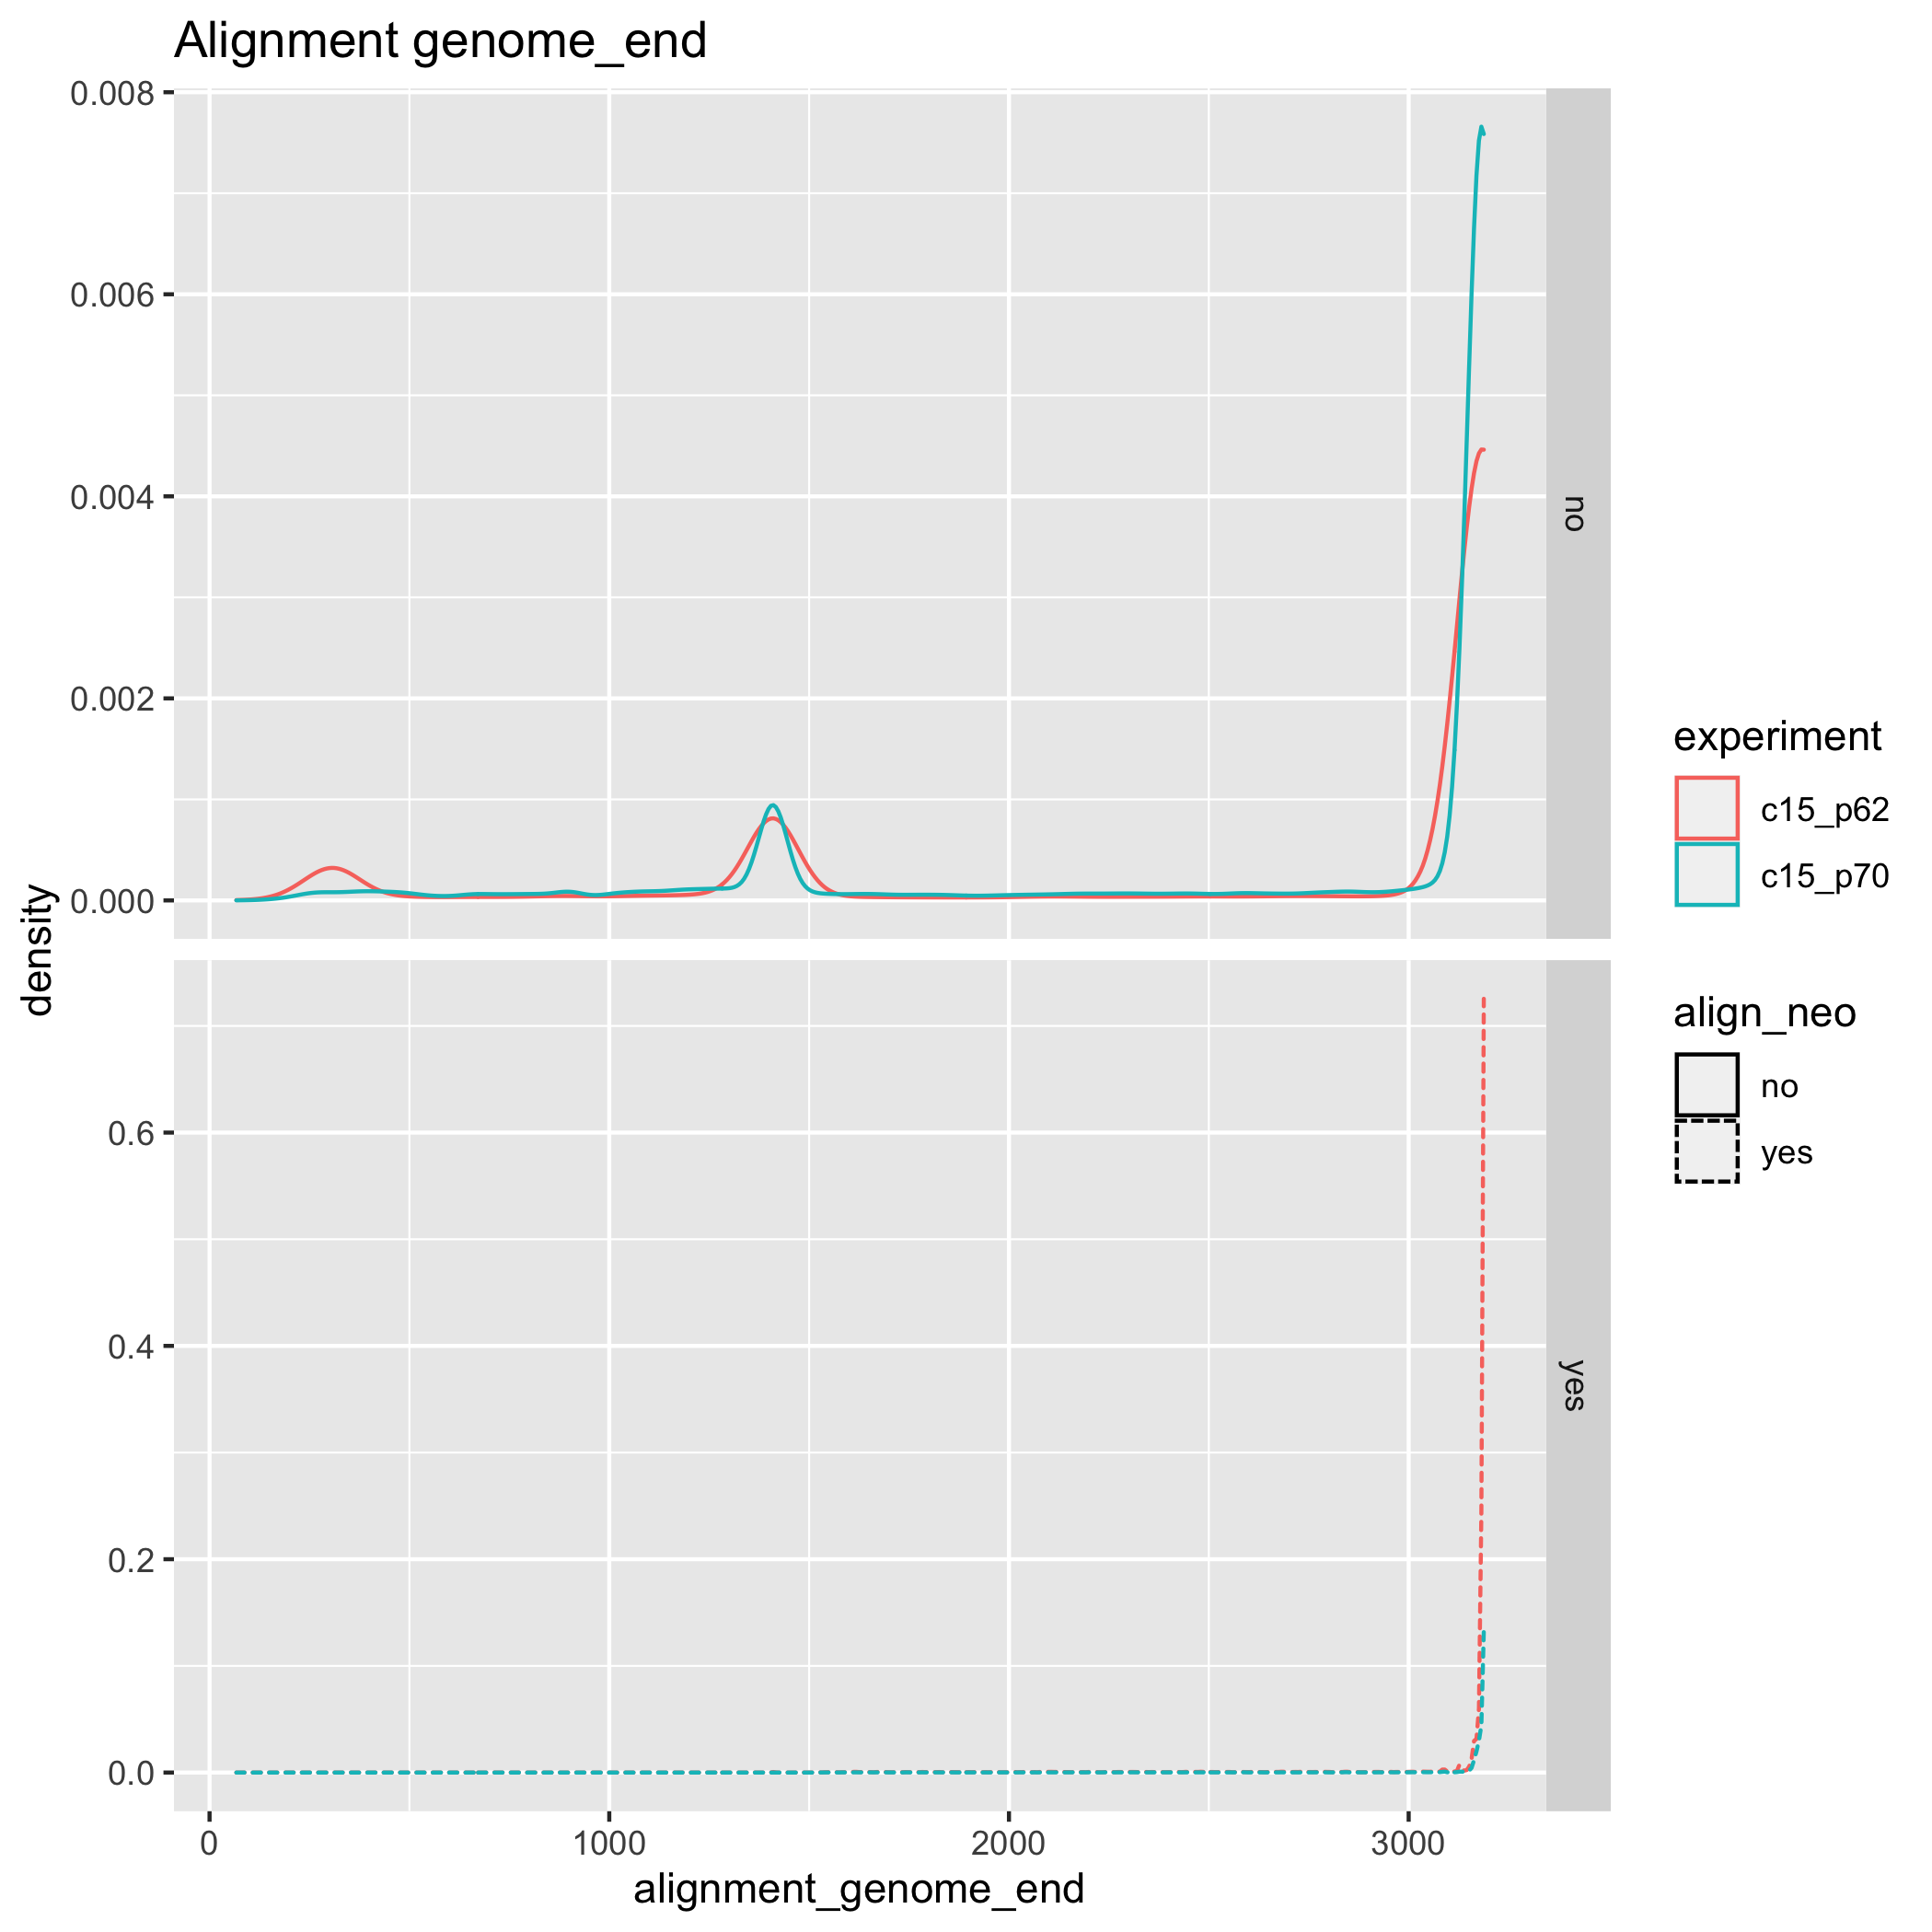 Alignment genome_end
0.008
0.006
0.004
0.002
0.000
no
density
0.6
0.4
0.2
0.0
yes
0
1000
2000
3000
alignment_genome_end
experiment
c15_p62
c15_p70
align_neo
no
yes